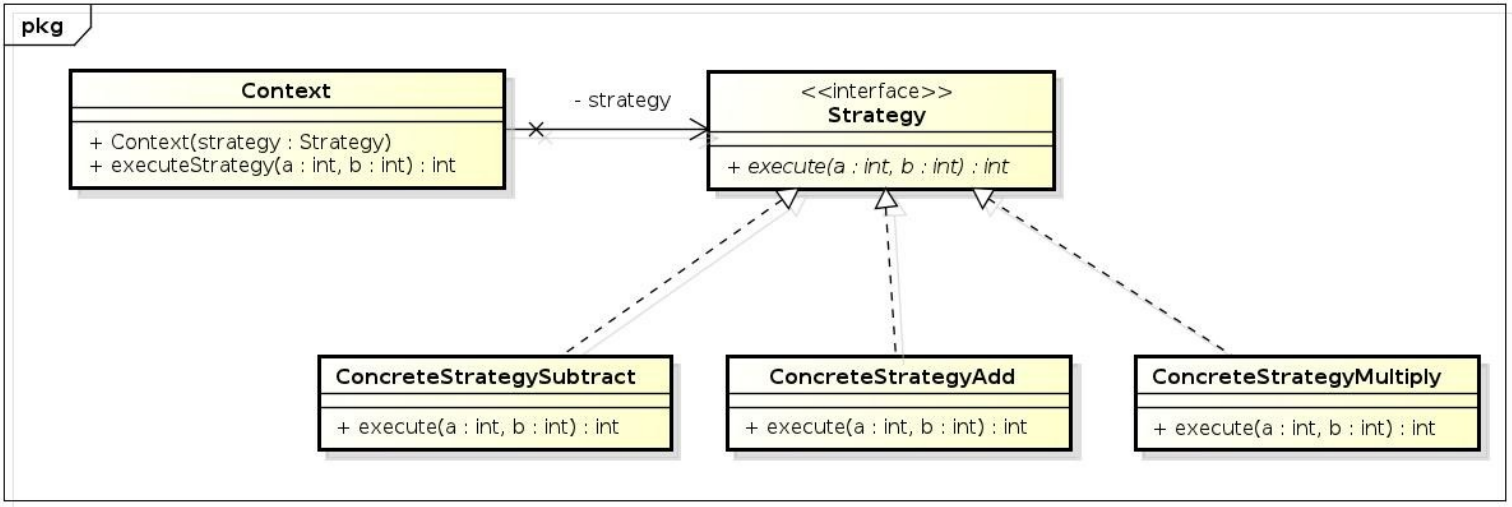 pkg
Context
+ Context(strategy : Strategy)
+ executeStrategy(a : int, b : int) : int
- strategy
<<interface>>
Strategy
+ execute(a : int, b : int) : int
ConcreteStrategySubtract
+ execute(a : int, b : int) : int
ConcreteStrategyAdd
+ execute(a : int, b : int) : int
ConcreteStrategyMultiply
+ execute(a : int, b : int) : int